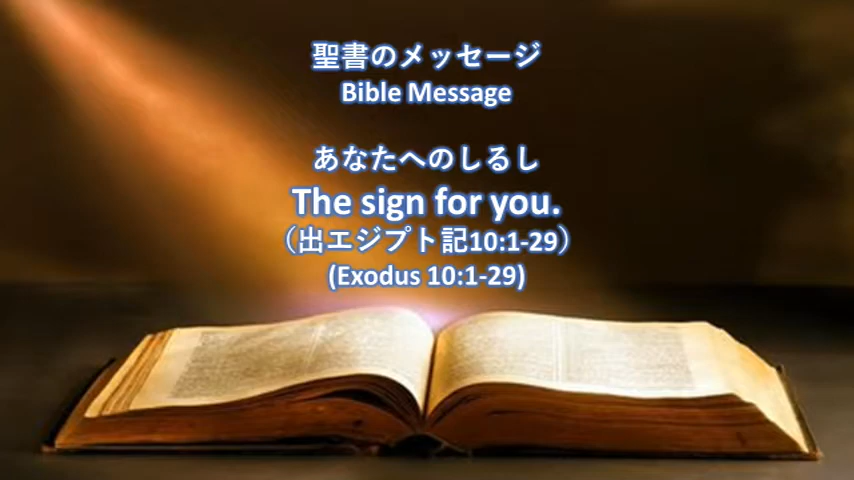 聖書のメッセージ
Bible Message
あなたへのしるし
The sign for you.
（出エジプト記10:1-29）
(Exodus 10:1-29)